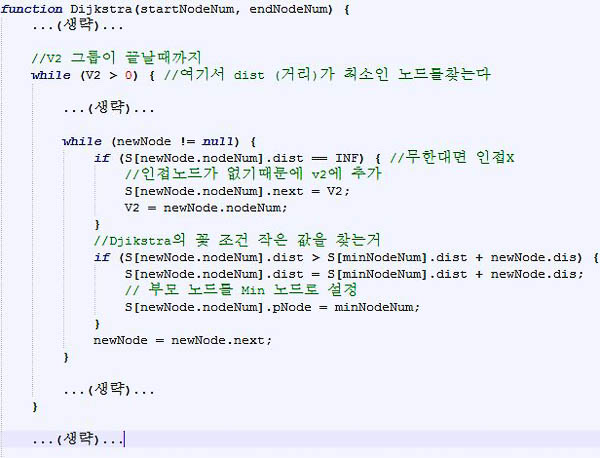 function Dijkstra(startNodeNum, endNodeNum) {
...(생략)...
//V2 그룹이 끝날때까지
while (V2 > 0) { //여기서 dist (거리)가 최소인 노드를찾는다
...(생략)...
while (newNode != null) {
if (S[newNode.nodeNum].dist == INF) { //무한대면 인접X
//인접노드가 없기때문에 v2에 추가
S[newNode.nodeNum].next = V2;
V2 = newNode.nodeNum;
}
//Djikstra의 꽃 조건 작은 값을 찾는거
if (S[newNode.nodeNum].dist > S[minNodeNum].dist + newNode.dis) {
S[newNode.nodeNum].dist = S[minNodeNum].dist + newNode.dis;
// 부모 노드를 Min 노드로 설정
S[newNode.nodeNum].pNode = minNodeNum;
}
newNode = newNode.next;
}
...(생략)...
}
...(생략)...